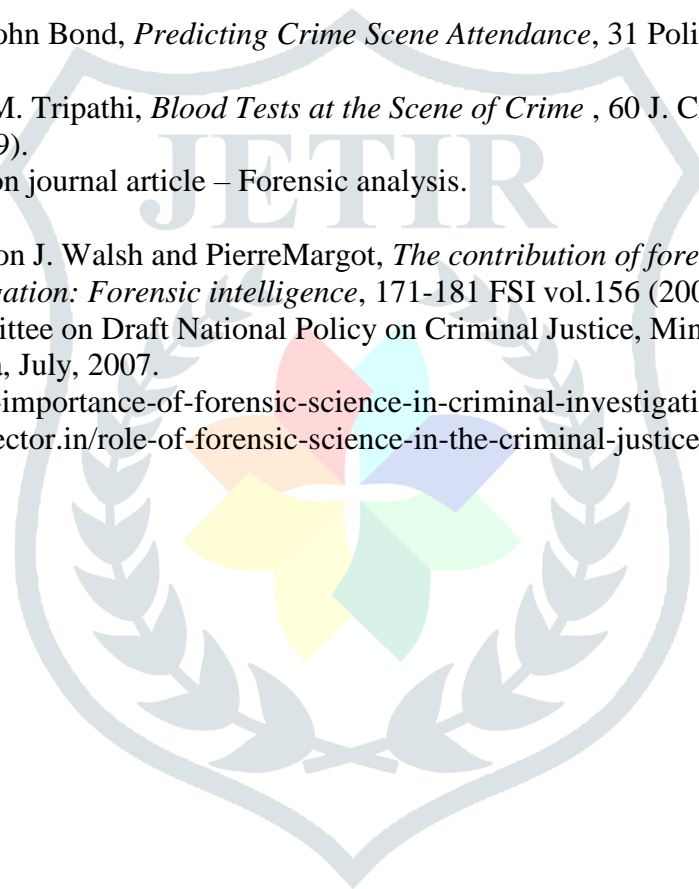 ohn Bond, Predicting Crime Scene Attendance, 31 Poli
M. Tripathi, Blood Tests at the Scene of Crime , 60 J. C
9).
on journal article – Forensic analysis.
on J. Walsh and PierreMargot, The contribution of fore
gation: Forensic intelligence, 171-181 FSI vol.156 (200
ittee on Draft National Policy on Criminal Justice, Min
a, July, 2007.
-importance-of-forensic-science-in-criminal-investigati
ector.in/role-of-forensic-science-in-the-criminal-justice
JETIR